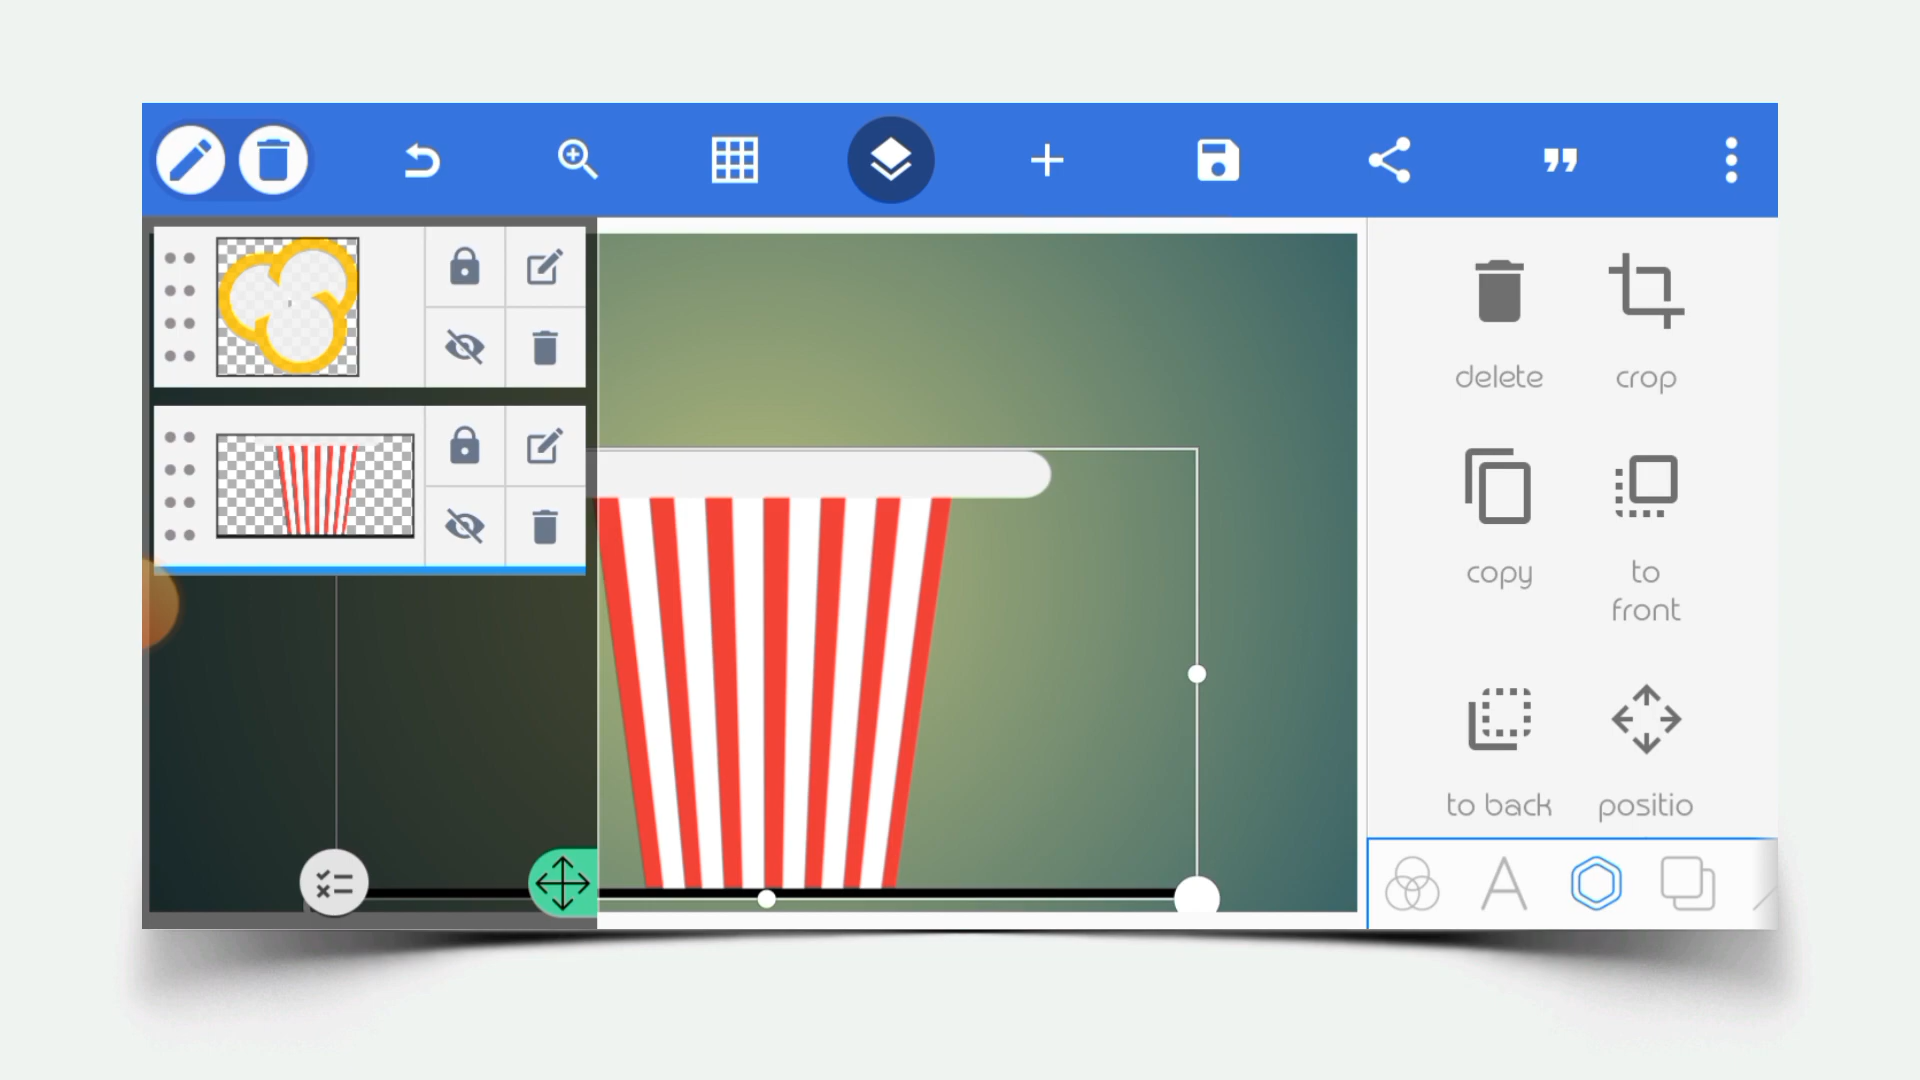 delete
crop
copy
to
front
to back
positio